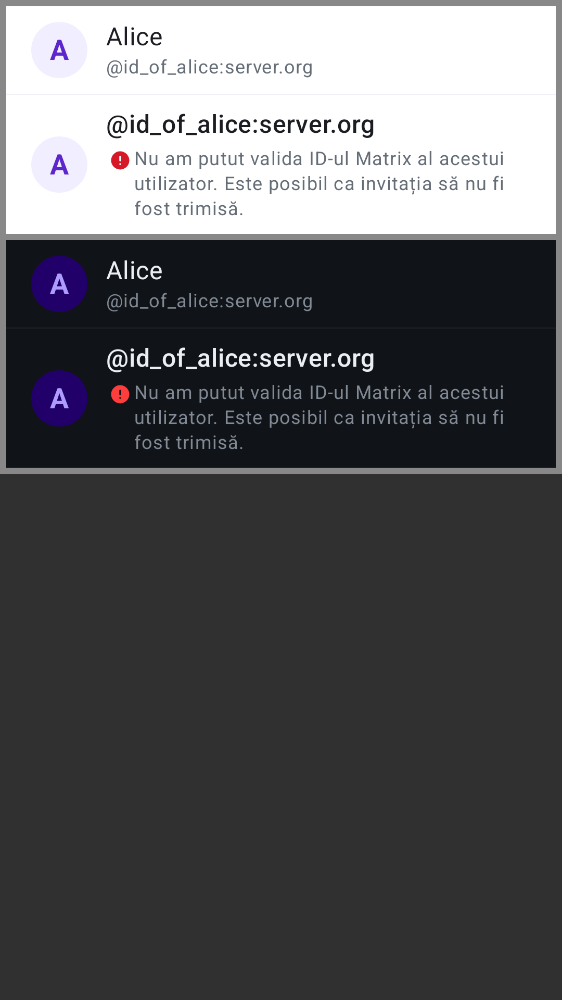 A
Alice
@id_of_alice:server.org
A
@id_of_alice:server.org
Nu am putut valida ID-ul Matrix al acestui
utilizator. Este posibil ca invitația să nu fi
fost trimisă.
A
Alice
@id_of_alice:server.org
A
@id_of_alice:server.org
Nu am putut valida ID-ul Matrix al acestui
utilizator. Este posibil ca invitația să nu fi
fost trimisă.